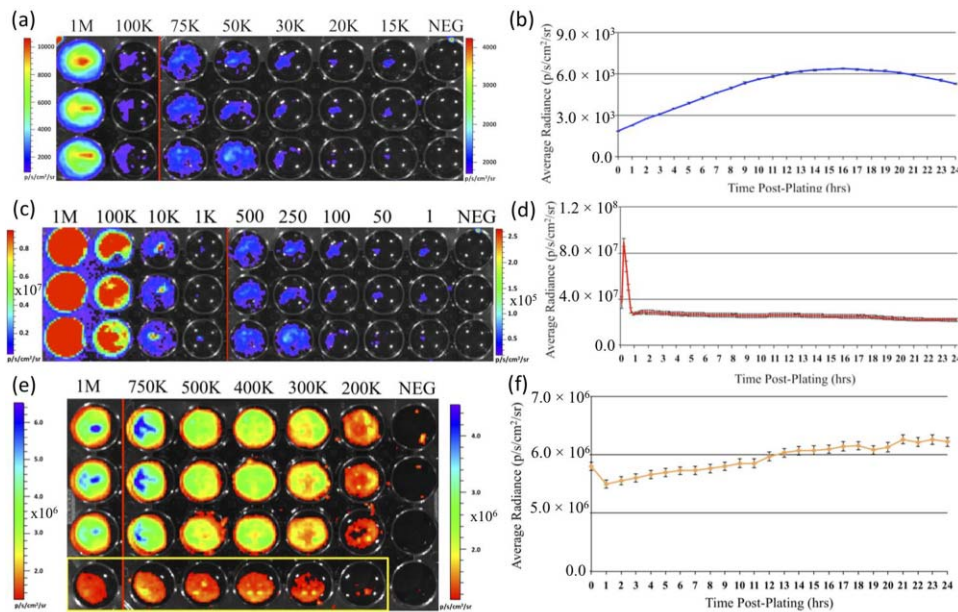 (a)
1M 100K 75K 50K 30K 20K 15K NEG
10000
8000
6000
4000
2000
p/s/cm²/sr
4000
3000
2000
p/s/cm²/sr
(b)
Average Radiance (p/s/cm²/sr)
9.0 × 10³
6.0 × 10³
3.0 × 10³
0.0
0 1 2 3 4 5 6 7 8 9 10 11 12 13 14 15 16 17 18 19 20 21 22 23 24
Time Post-Plating (hrs)
(c)
1M 100K 10K 1K 500 250 100 50 1 NEG
0.8
0.6
x10⁷
0.4
0.2
p/s/cm²/sr
2.5
2.0
1.5
x10⁵
1.0
0.5
p/s/cm²/sr
(d)
Average Radiance (p/s/cm²/sr)
1.2 × 10⁸
8.0 × 10⁷
4.0 × 10⁷
0.0
0 1 2 3 4 5 6 7 8 9 10 11 12 13 14 15 16 17 18 19 20 21 22 23 24
Time Post-Plating (hrs)
(e)
1M 750K 500K 400K 300K 200K NEG
6.0
5.0
4.0
x10⁶
3.0
2.0
p/s/cm²/sr
4.0
3.0
x10⁶
2.0
1.0
p/s/cm²/sr
(f)
Average Radiance (p/s/cm²/sr)
7.0 × 10⁶
6.0 × 10⁶
5.0 × 10⁶
0.0
0 1 2 3 4 5 6 7 8 9 10 11 12 13 14 15 16 17 18 19 20 21 22 23 24
Time Post-Plating (hrs)